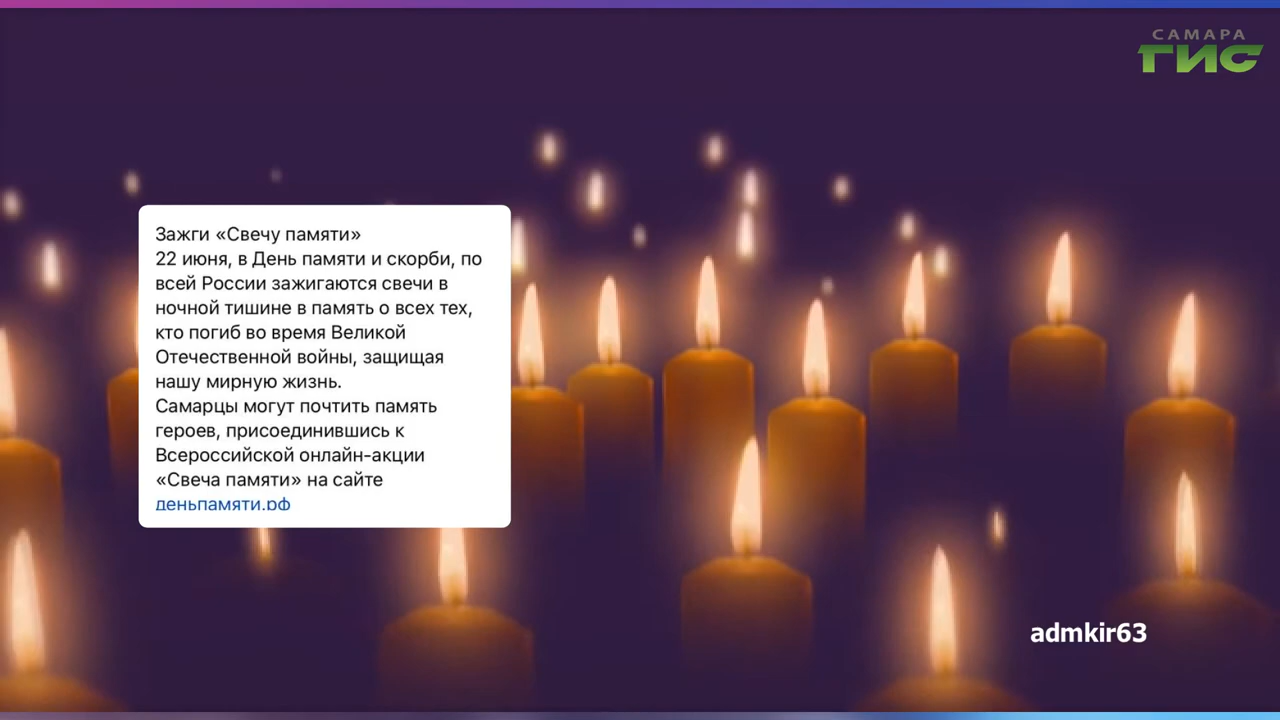 САМАРА
ГИС
Зажги «Свечу памяти»
22 июня, в День памяти и скорби, по
всей России зажигаются свечи в
ночной тишине в память о всех тех,
кто погиб во время Великой
Отечественной войны, защищая
нашу мирную жизнь.
Самарцы могут почтить память
героев, присоединившись к
Всероссийской онлайн-акции
«Свеча памяти» на сайте
деньпамяти.рф
admkir63